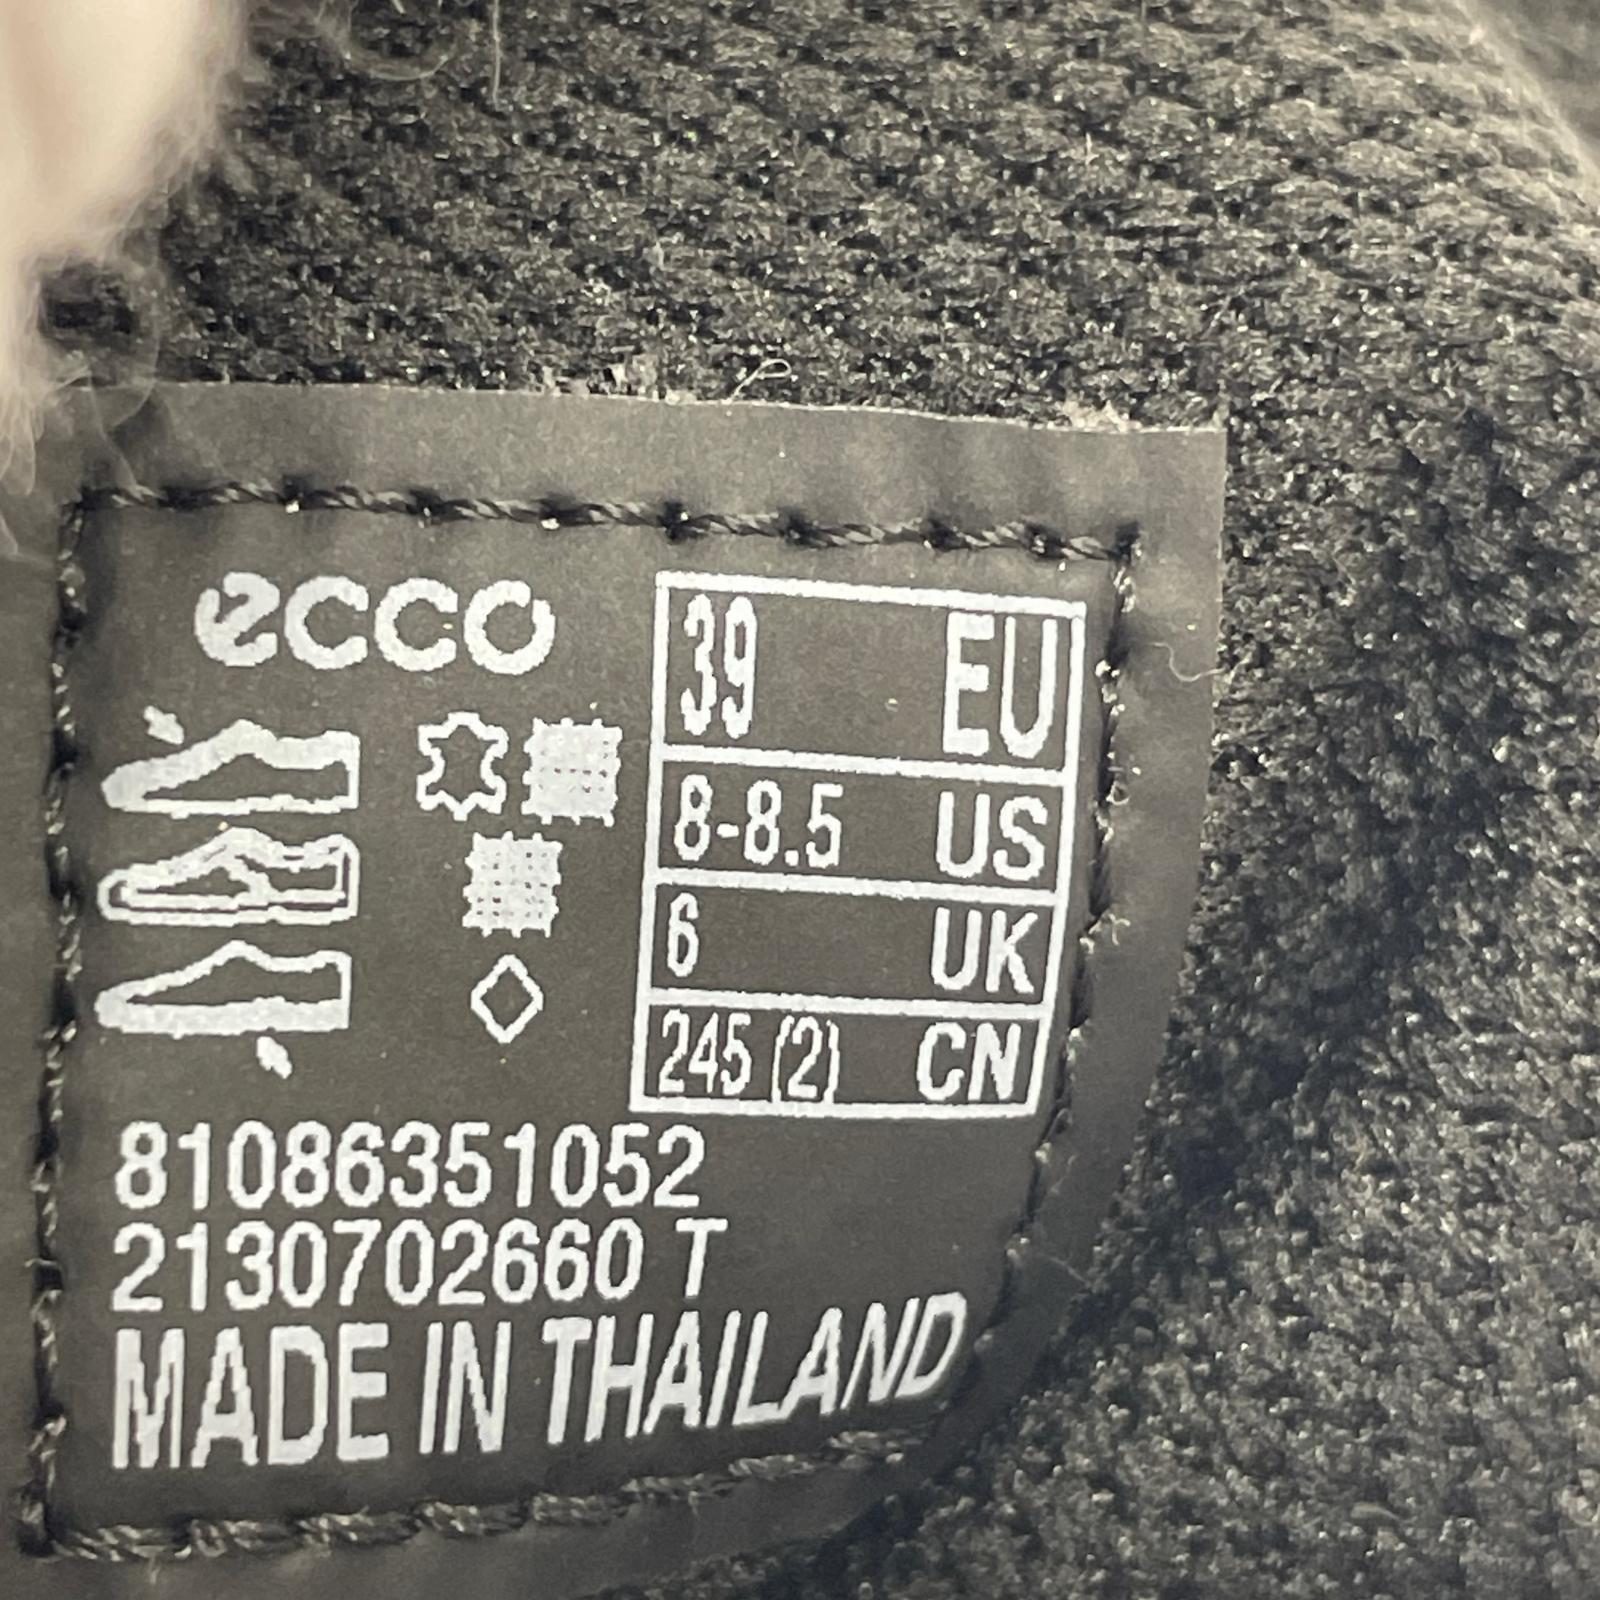 ecco
39 EU
8-8.5 US
6 UK
245 (2) CN
81086351052
2130702660 T
MADE IN THAILAND